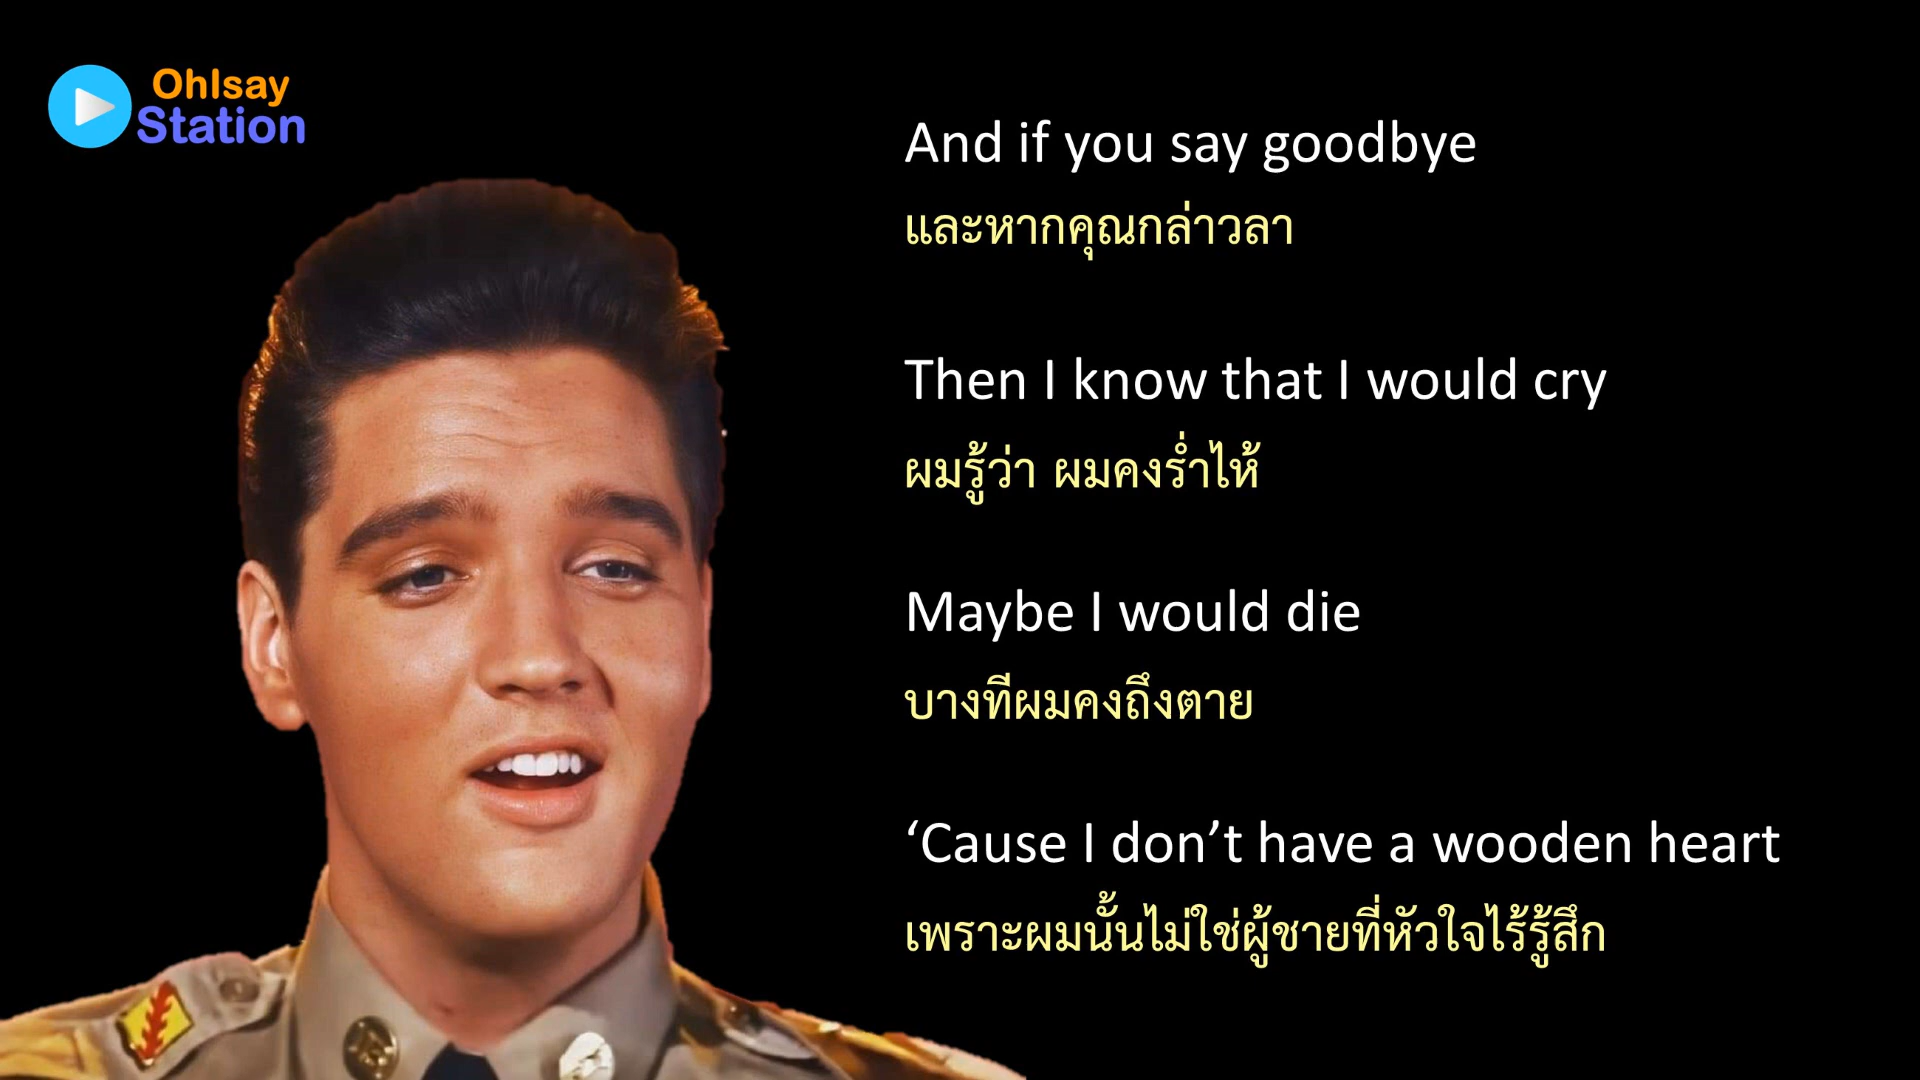 Ohlsay
Station
And if you say goodbye
และหากคุณกล่าวลา
Then I know that I would cry
ผมรู้ว่า ผมคงร่ำไห้
Maybe I would die
บางทีผมคงถึงตาย
‘Cause I don’t have a wooden heart
เพราะผมนั้นไม่ใช่ผู้ชายที่หัวใจไร้รู้สึก